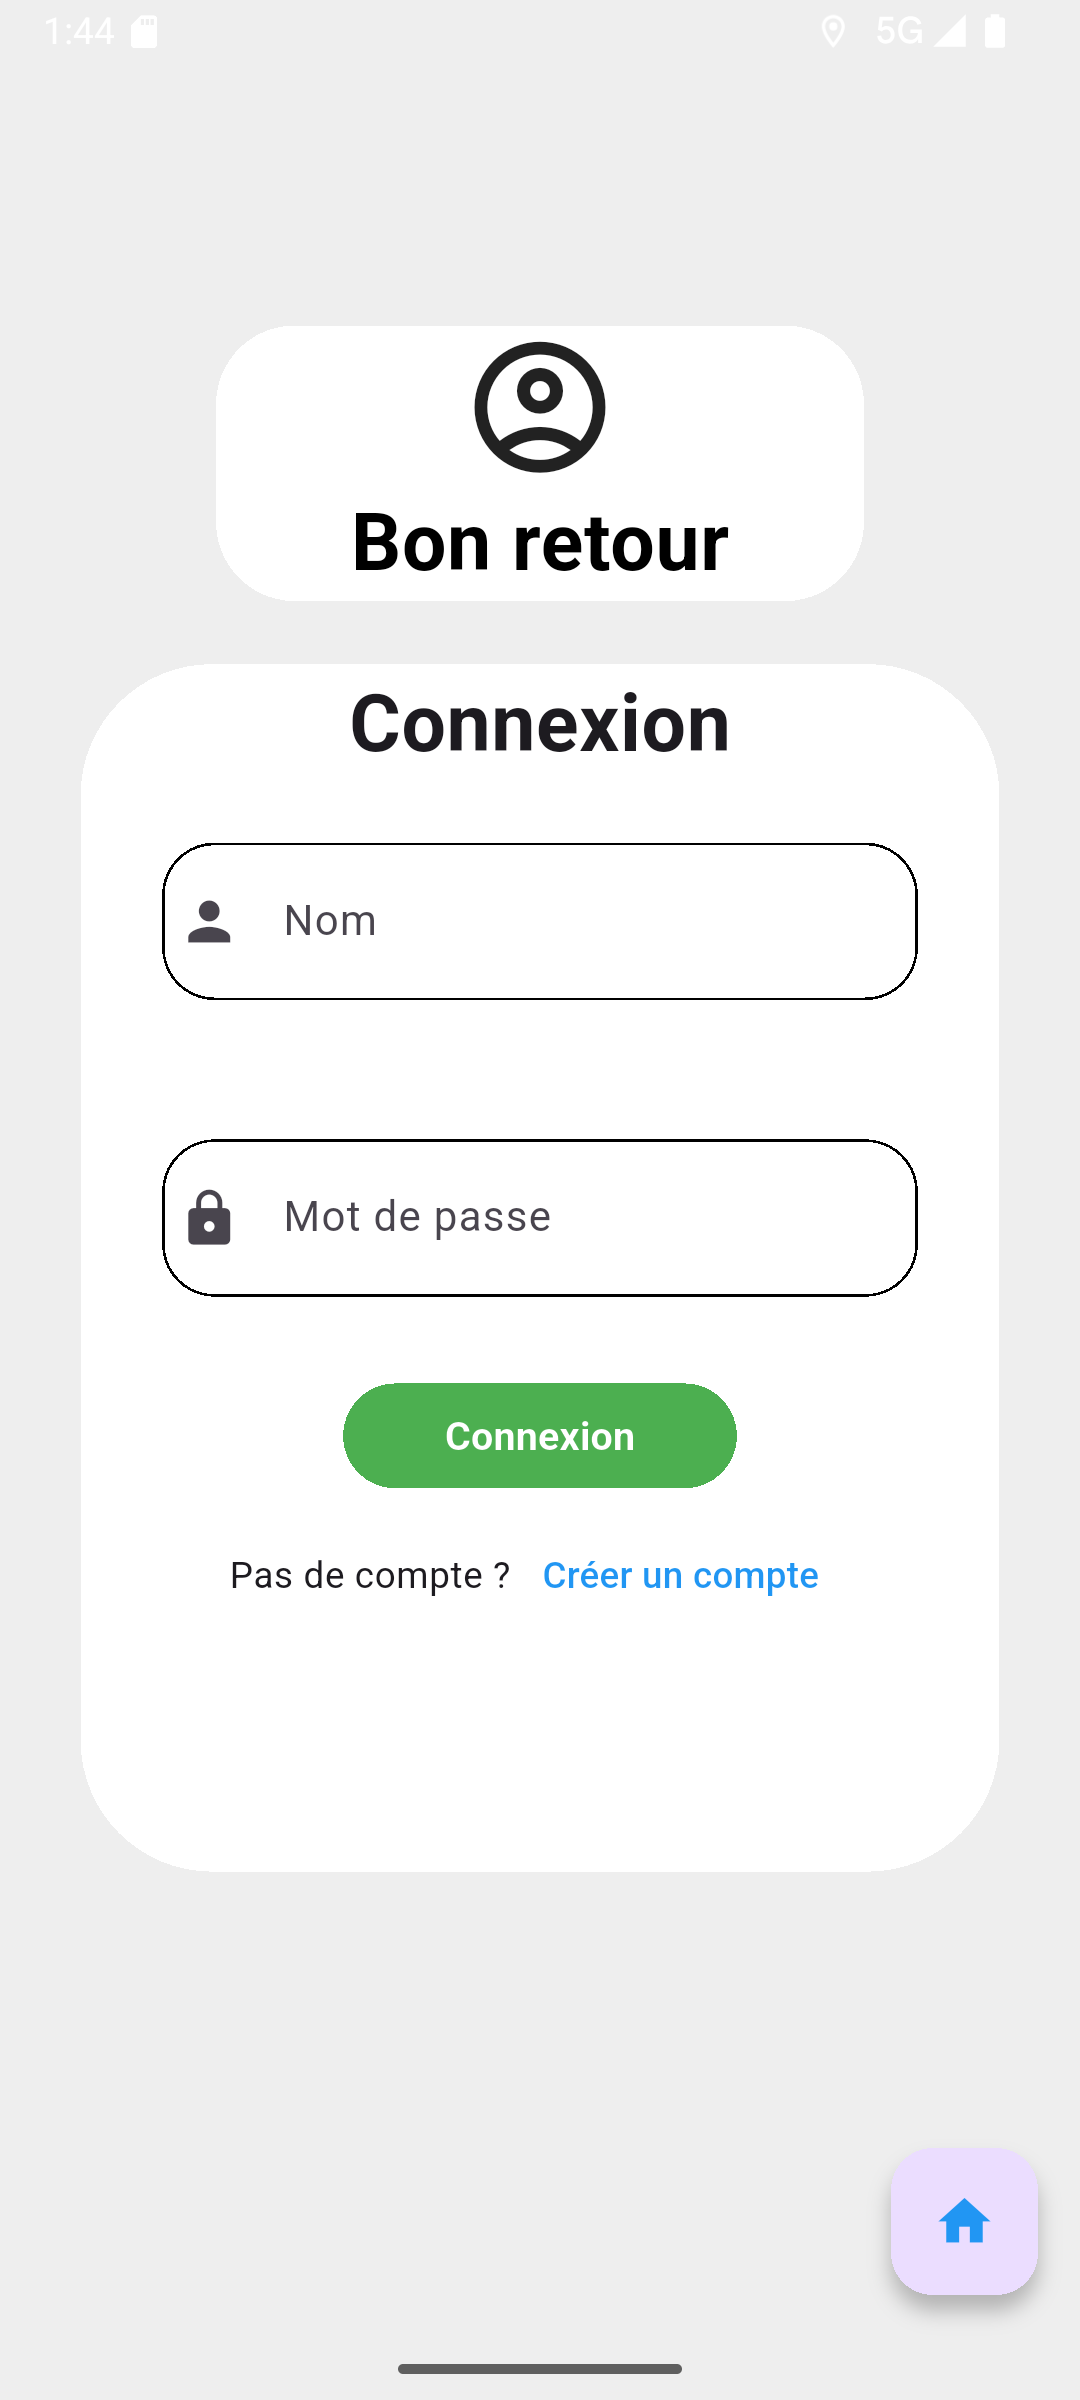 1:44 5G
Bon retour
Connexion
Nom
Mot de passe
Connexion
Pas de compte ? Créer un compte